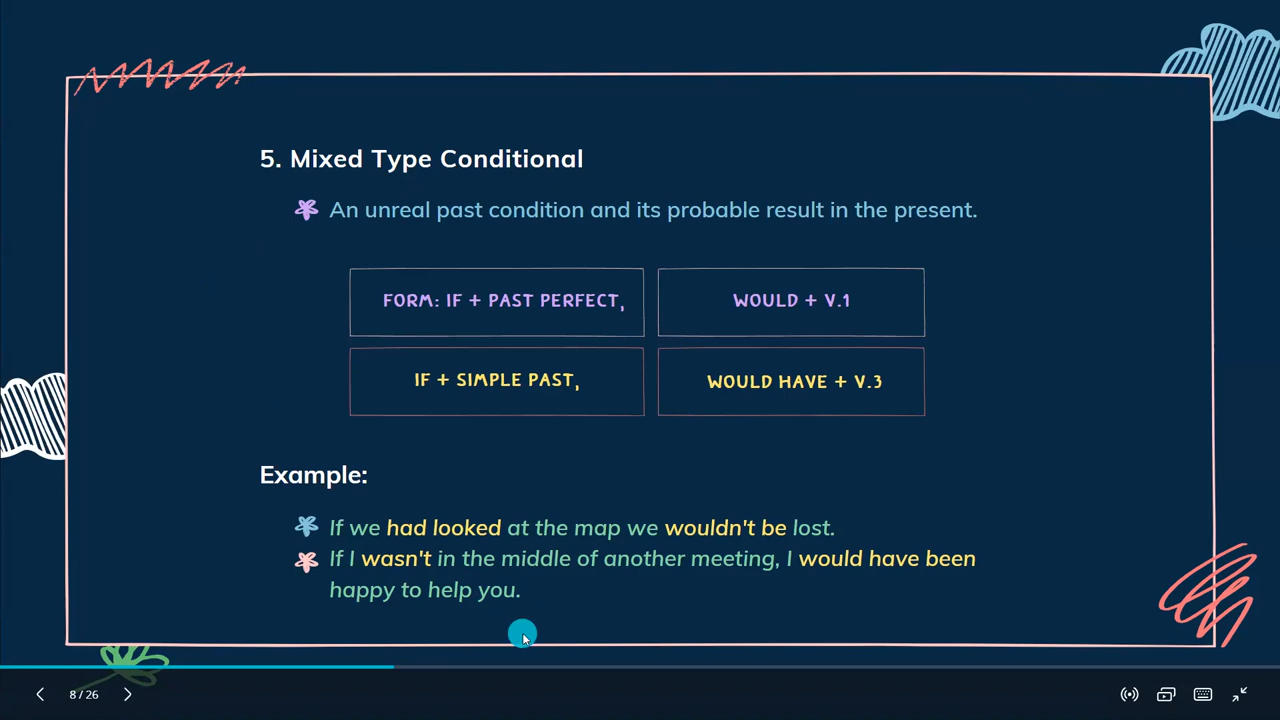 5. Mixed Type Conditional
An unreal past condition and its probable result in the present.
FORM: IF + PAST PERFECT,
WOULD + V.1
IF + SIMPLE PAST,
WOULD HAVE + V.3
Example:
If we had looked at the map we wouldn't be lost.
If I wasn't in the middle of another meeting, I would have been
happy to help you.
8 / 26